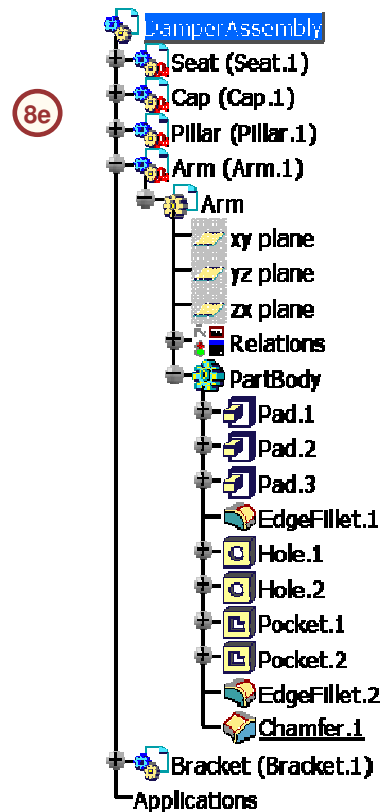 DamperAssembly
Seat (Seat.1)
8e
Cap (Cap.1)
Pillar (Pillar.1)
Arm (Arm.1)
Arm
xy plane
yz plane
zx plane
Relations
PartBody
Pad.1
Pad.2
Pad.3
EdgeFillet.1
Hole.1
Hole.2
Pocket.1
Pocket.2
EdgeFillet.2
Chamfer.1
Bracket (Bracket.1)
Applications